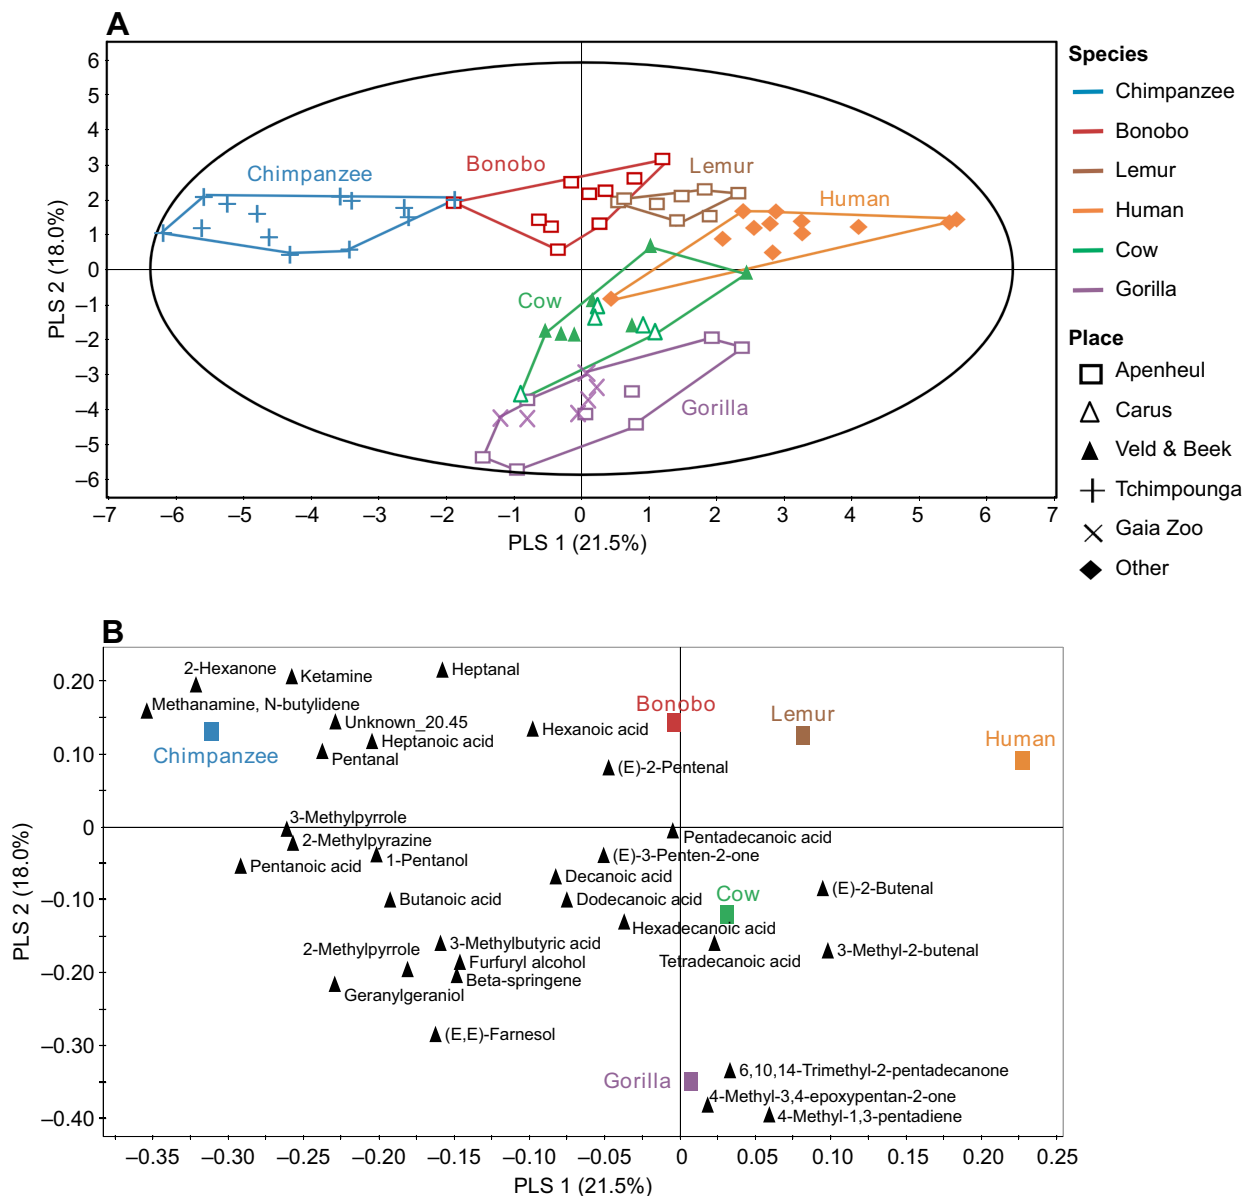 A
6
5
4
3
2
1
0
–1
–2
–3
–4
–5
–6
PLS 2 (18.0%)
Chimpanzee
Bonobo
Lemur
Human
Cow
Gorilla
–7 –6 –5 –4 –3 –2 –1 0 1 2 3 4 5 6 7
PLS 1 (21.5%)
Species
Chimpanzee
Bonobo
Lemur
Human
Cow
Gorilla
Place
Apenheul
Carus
Veld & Beek
Tchimpounga
Gaia Zoo
Other
B
0.20
0.10
0
–0.10
–0.20
–0.30
–0.40
PLS 2 (18.0%)
2-Hexanone
Ketamine
Heptanal
Methanamine, N-butylidene
Bonobo
Lemur
Unknown_20.45
Hexanoic acid
Human
Heptanoic acid
Chimpanzee
Pentanal
(E)-2-Pentenal
3-Methylpyrrole
2-Methylpyrazine
Pentadecanoic acid
1-Pentanol
(E)-3-Penten-2-one
Pentanoic acid
Decanoic acid
(E)-2-Butenal
Cow
Butanoic acid
Dodecanoic acid
Hexadecanoic acid
2-Methylpyrrole
3-Methylbutyric acid
3-Methyl-2-butenal
Furfuryl alcohol
Tetradecanoic acid
Beta-springene
Geranylgeraniol
(E,E)-Farnesol
6,10,14-Trimethyl-2-pentadecanone
Gorilla
4-Methyl-3,4-epoxypentan-2-one
4-Methyl-1,3-pentadiene
–0.35 –0.30 –0.25 –0.20 –0.15 –0.10 –0.05 0 0.05 0.10 0.15 0.20 0.25
PLS 1 (21.5%)